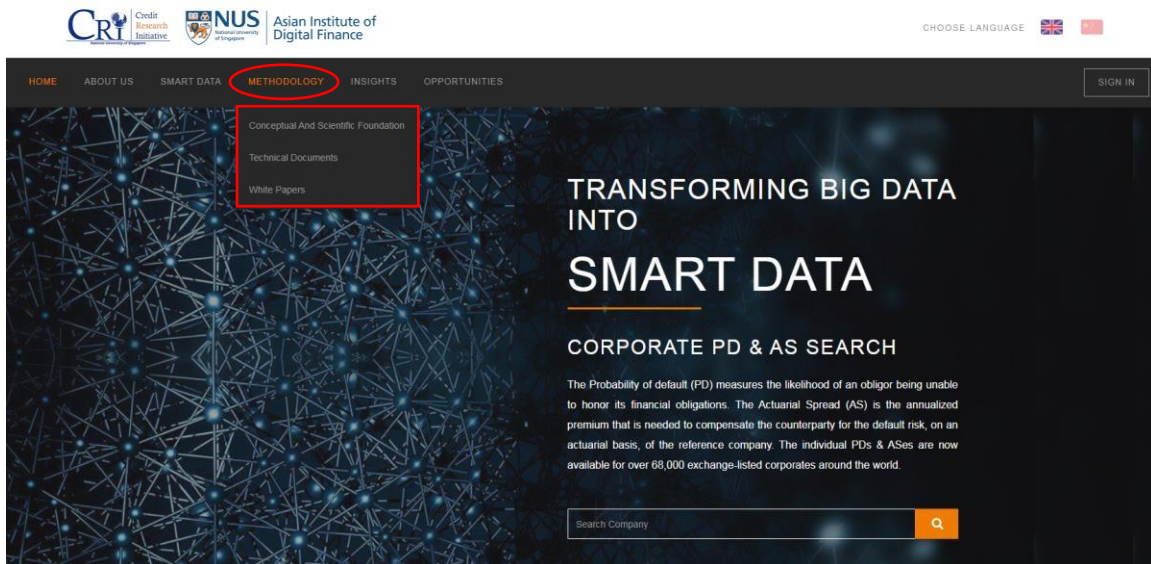 CRI Credit Research Initiative
National University of Singapore
NUS National University of Singapore
Asian Institute of
Digital Finance
CHOOSE LANGUAGE
HOME ABOUT US SMART DATA METHODOLOGY INSIGHTS OPPORTUNITIES SIGN IN
Conceptual And Scientific Foundation
Technical Documents
White Papers
TRANSFORMING BIG DATA
INTO
SMART DATA
CORPORATE PD & AS SEARCH
The Probability of default (PD) measures the likelihood of an obligor being unable
to honor its financial obligations. The Actuarial Spread (AS) is the annualized
premium that is needed to compensate the counterparty for the default risk, on an
actuarial basis, of the reference company. The individual PDs & ASes are now
available for over 68,000 exchange-listed corporates around the world.
Search Company